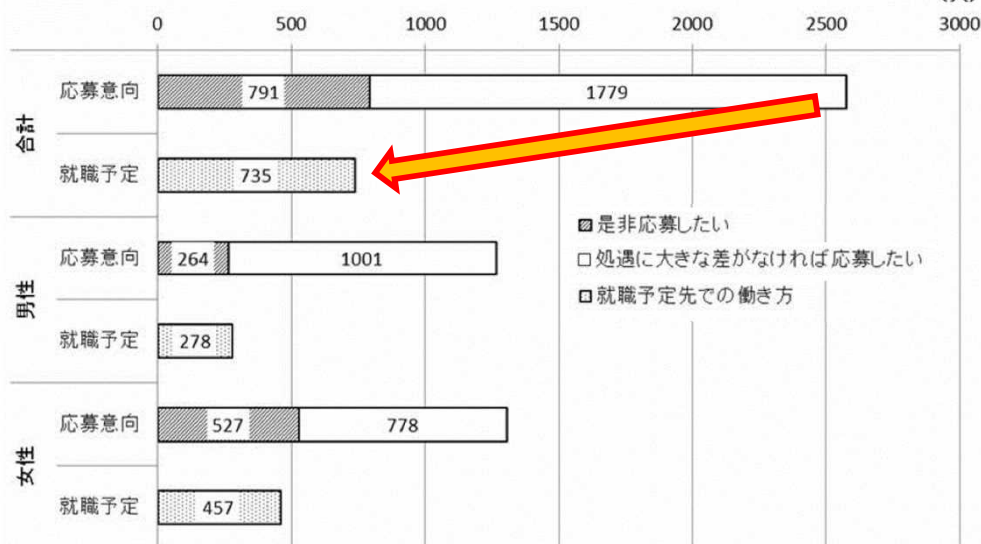 0 500 1000 1500 2000 2500 3000
合計
応募意向 791 1779
就職予定 735
男性
応募意向 264 1001
就職予定 278
女性
応募意向 527 778
就職予定 457
是非応募したい
処遇に大きな差がなければ応募したい
就職予定先での働き方